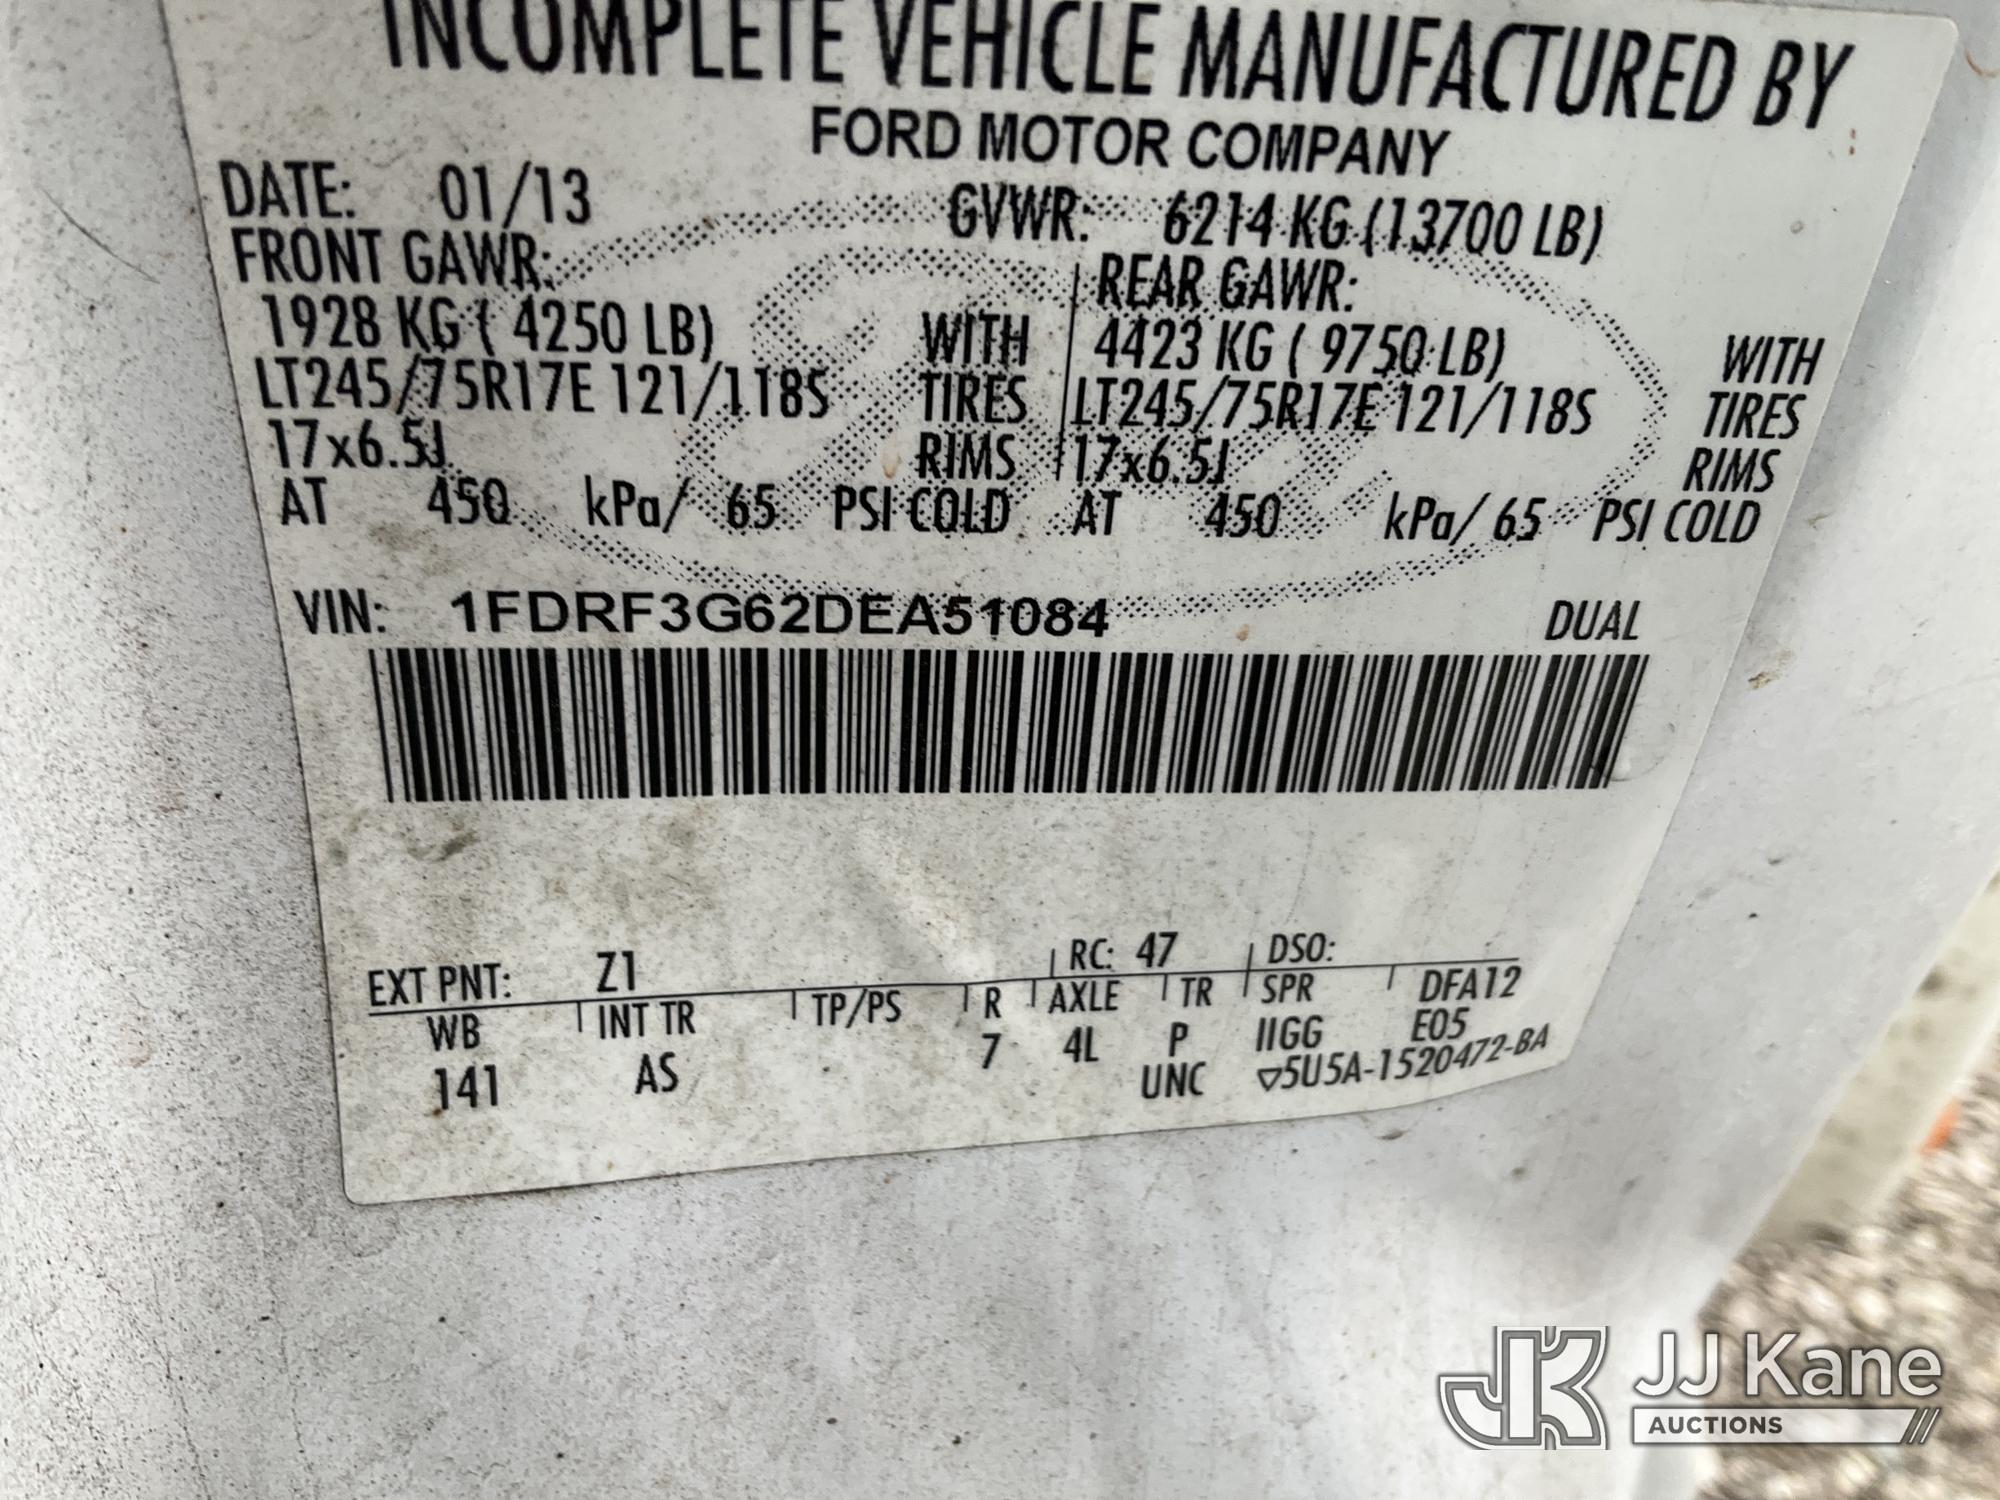 INCOMPLETE VEHICLE MANUFACTURED BY
FORD MOTOR COMPANY
DATE: 01/13 GVWR: 6214 KG (13700 LB)
FRONT GAWR: REAR GAWR:
1928 KG ( 4250 LB) WITH 4423 KG ( 9750 LB) WITH
LT245/75R17E 121/118S TIRES LT245/75R17E 121/118S TIRES
17x6.5J RIMS 17x6.5J RIMS
AT 450 kPa/ 65 PSI COLD AT 450 kPa/ 65 PSI COLD
VIN: 1FDRF3G62DEA51084 DUAL
EXT PNT: Z1 RC: 47 DSO:
WB INT TR TP/PS R AXLE TR SPR DFA12
141 AS 7 4L P IIGG E05
UNC ▽5U5A-1520472-BA
JK JJ Kane
AUCTIONS